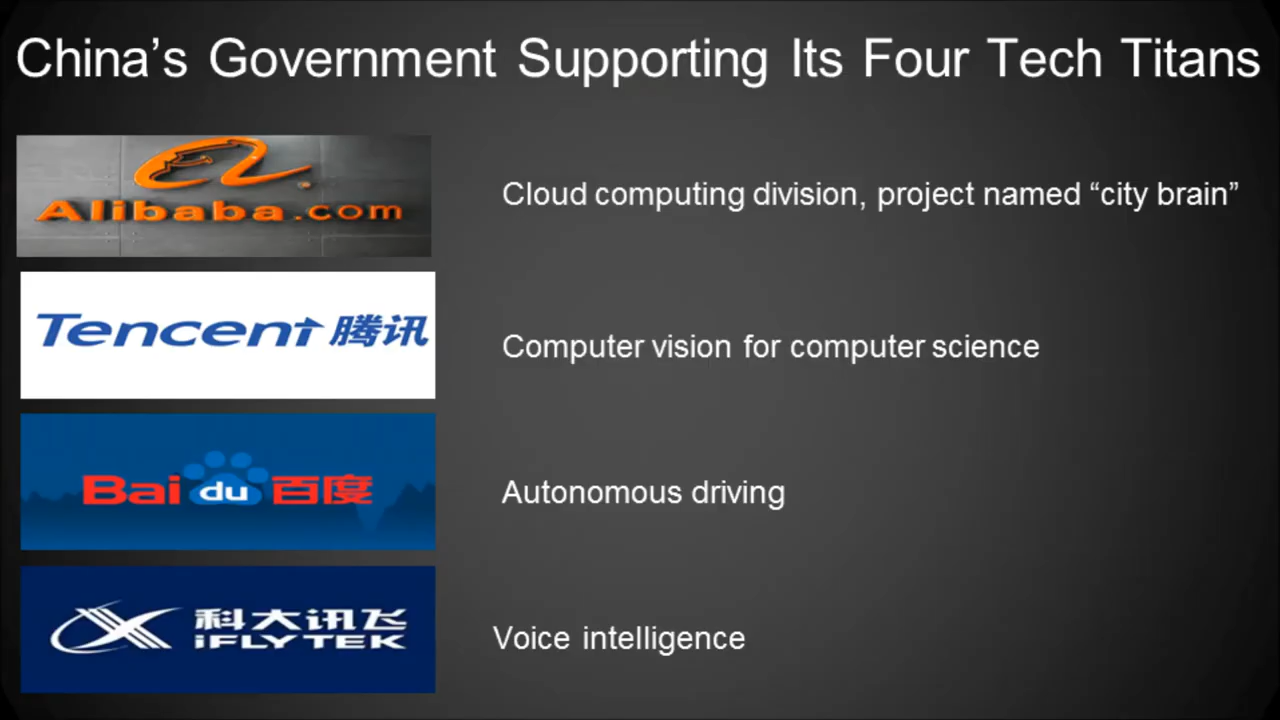 China’s Government Supporting Its Four Tech Titans
Alibaba.com
Cloud computing division, project named “city brain”
Tencent 腾讯
Computer vision for computer science
Bai du 百度
Autonomous driving
科大讯飞
iFLYTEK
Voice intelligence